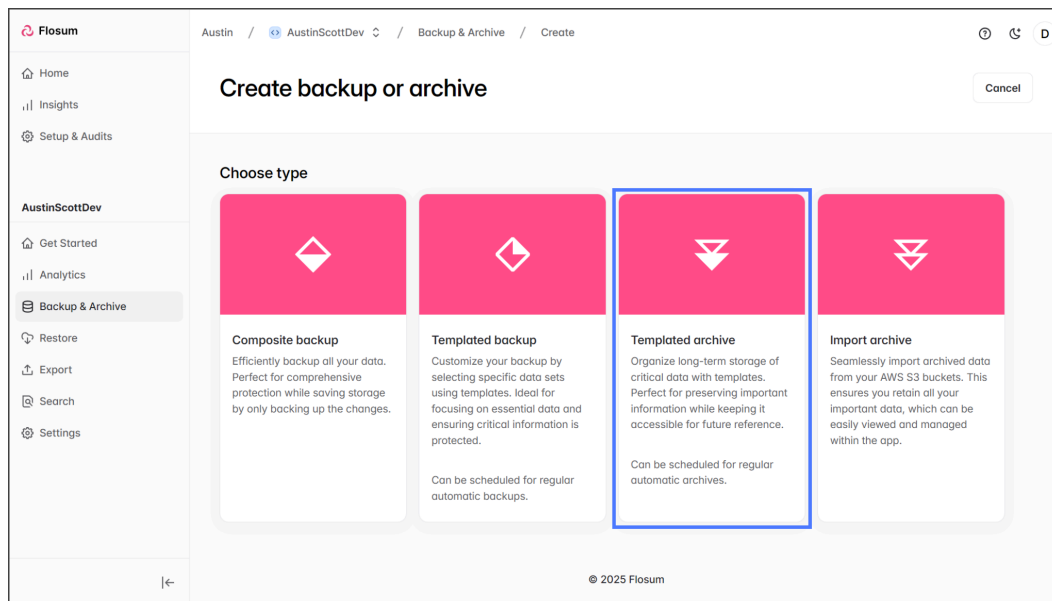 Flosum
Austin / AustinScottDev / Backup & Archive / Create
D
Home
Insights
Setup & Audits
AustinScottDev
Get Started
Analytics
Backup & Archive
Restore
Export
Search
Settings
Create backup or archive
Cancel
Choose type
Composite backup
Efficiently backup all your data.
Perfect for comprehensive
protection while saving storage
by only backing up the changes.
Templated backup
Customize your backup by
selecting specific data sets
using templates. Ideal for
focusing on essential data and
ensuring critical information is
protected.
Can be scheduled for regular
automatic backups.
Templated archive
Organize long-term storage of
critical data with templates.
Perfect for preserving important
information while keeping it
accessible for future reference.
Can be scheduled for regular
automatic archives.
Import archive
Seamlessly import archived data
from your AWS S3 buckets. This
ensures you retain all your
important data, which can be
easily viewed and managed
within the app.
© 2025 Flosum